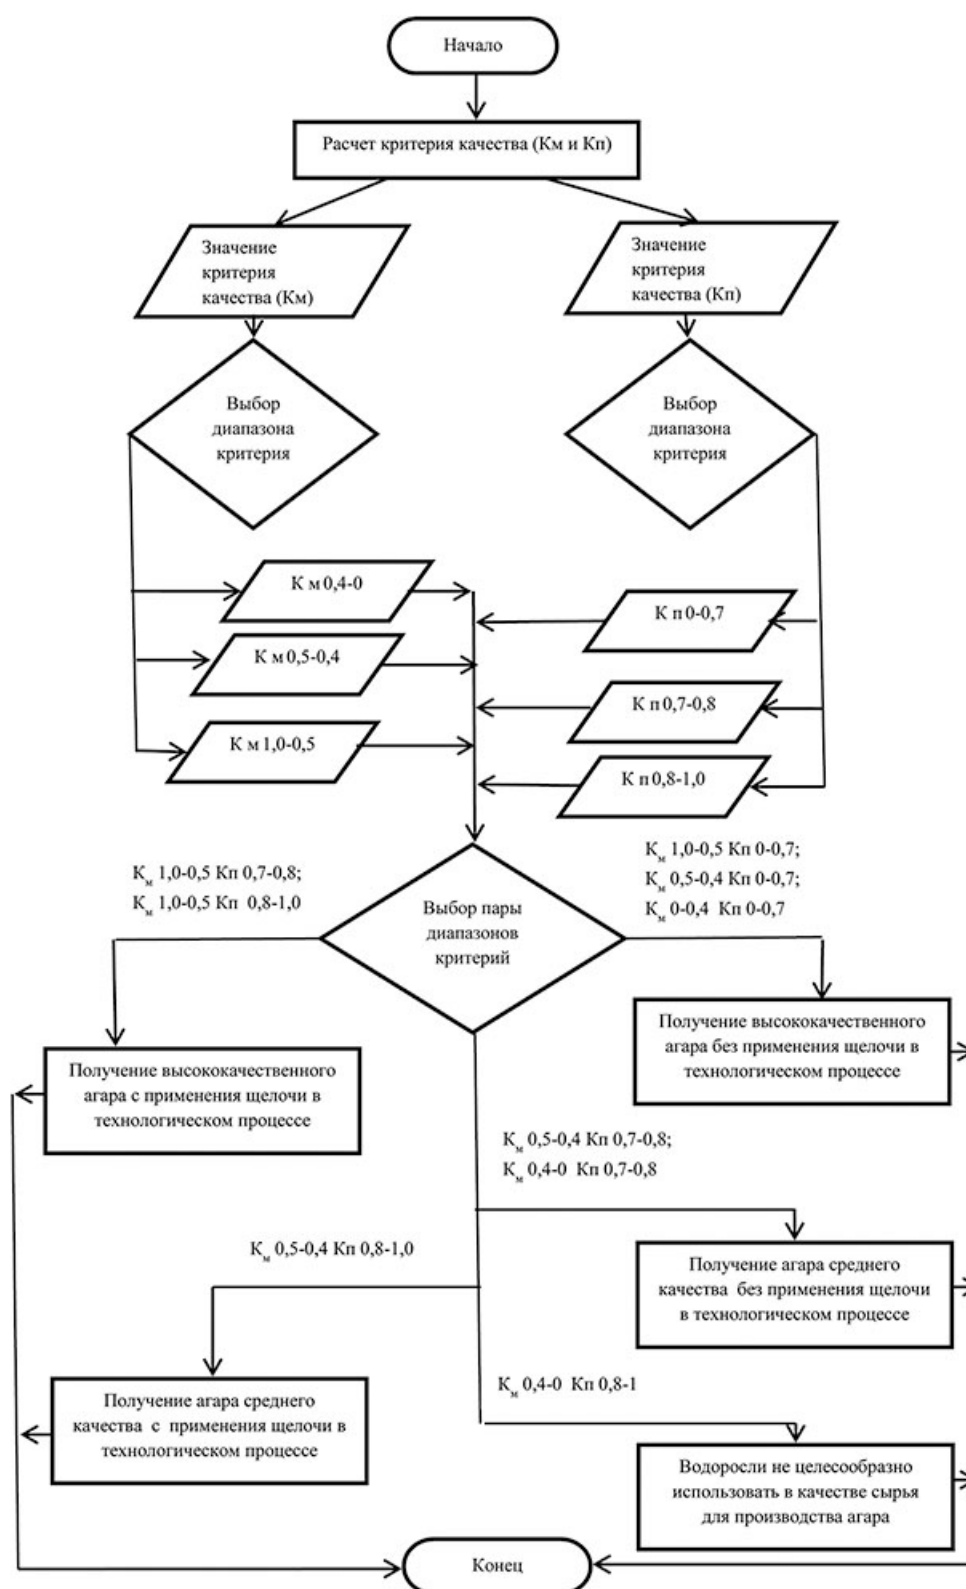 Начало
Расчет критерия качества (Км и Кп)
Значение
критерия
качества (Км)
Значение
критерия
качества (Кп)
Выбор
диапазона
критерия
Выбор
диапазона
критерия
К м 0,4-0
К п 0-0,7
К м 0,5-0,4
К п 0,7-0,8
К м 1,0-0,5
К п 0,8-1,0
Км 1,0-0,5 Кп 0,7-0,8;
Км 1,0-0,5 Кп 0,8-1,0
Км 1,0-0,5 Кп 0-0,7;
Км 0,5-0,4 Кп 0-0,7;
Км 0-0,4 Кп 0-0,7
Выбор пары
диапазонов
критерий
Получение высококачественного
агара без применения щелочи в
технологическом процессе
Получение высококачественного
агара с применения щелочи в
технологическом процессе
Км 0,5-0,4 Кп 0,7-0,8;
Км 0,4-0 Кп 0,7-0,8
Км 0,5-0,4 Кп 0,8-1,0
Получение агара среднего
качества без применения щелочи
в технологическом процессе
Км 0,4-0 Кп 0,8-1
Получение агара среднего
качества с применения щелочи в
технологическом процессе
Водоросли не целесообразно
использовать в качестве сырья
для производства агара
Конец